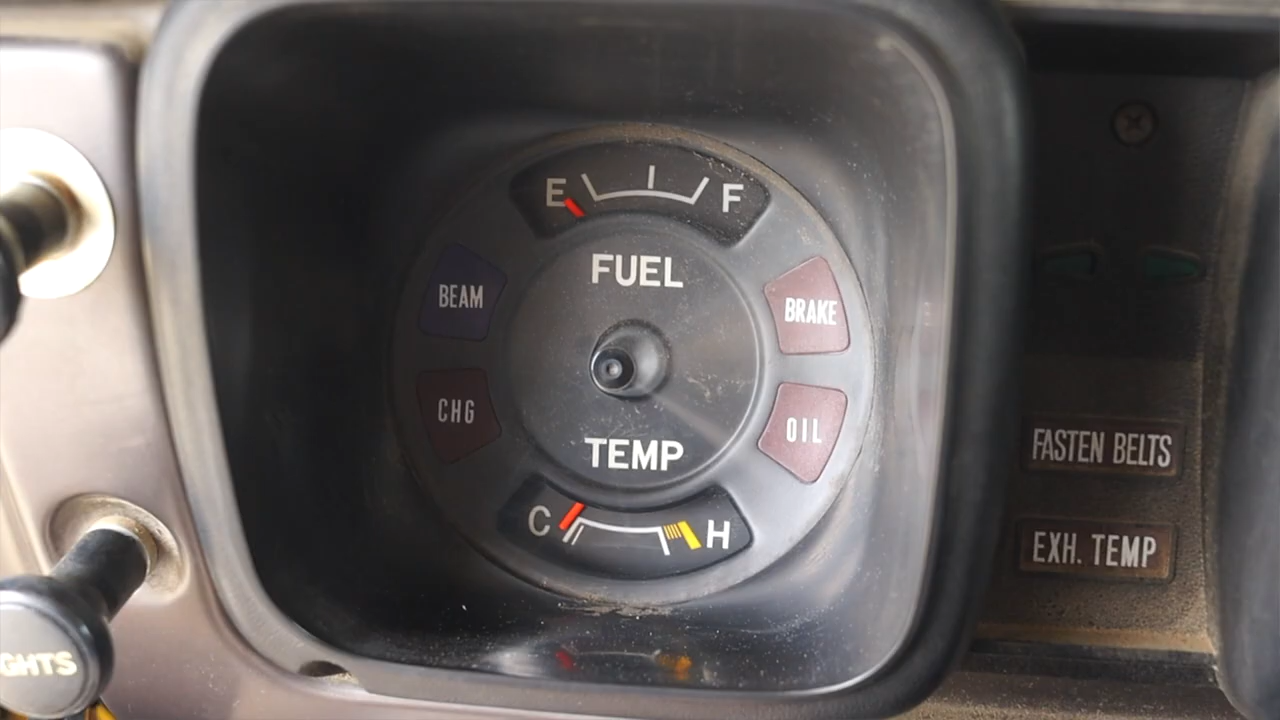 E F
FUEL
BEAM
BRAKE
CHG
OIL
TEMP
C H
FASTEN BELTS
EXH. TEMP
GHTS